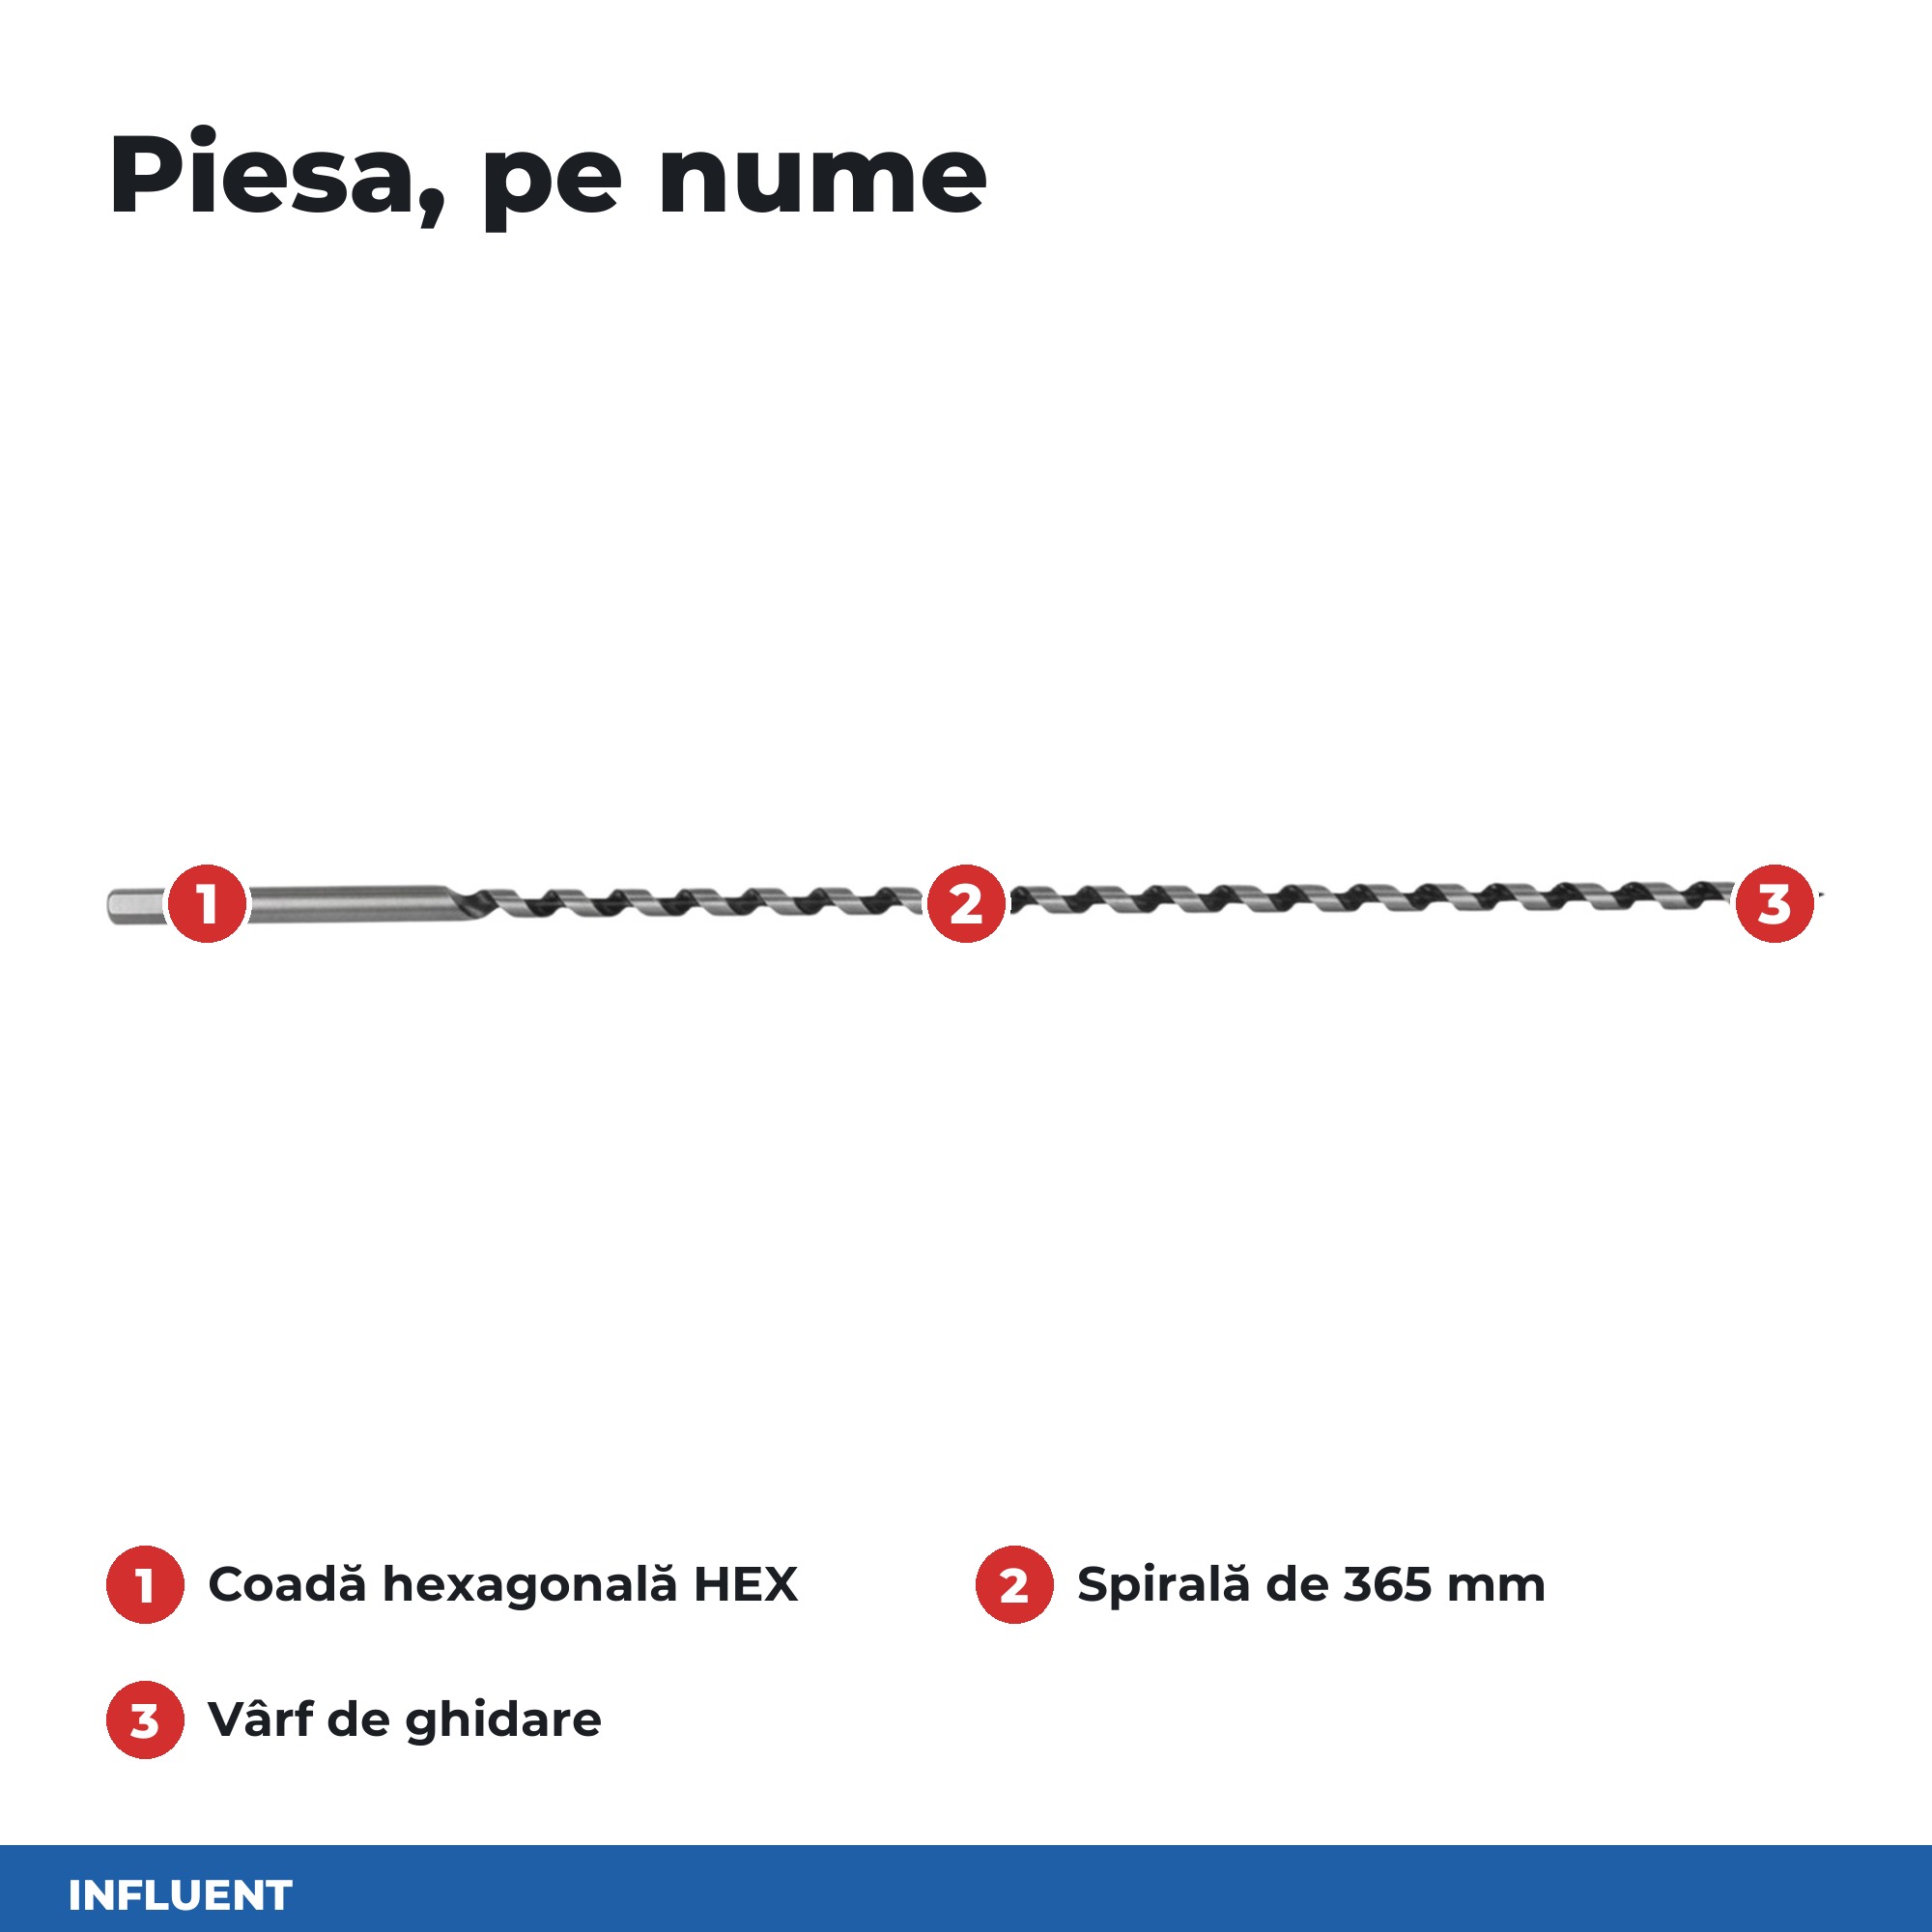 Piesa, pe nume
1 2 3
1 Coadă hexagonală HEX
2 Spirală de 365 mm
3 Vârf de ghidare
INFLUENT